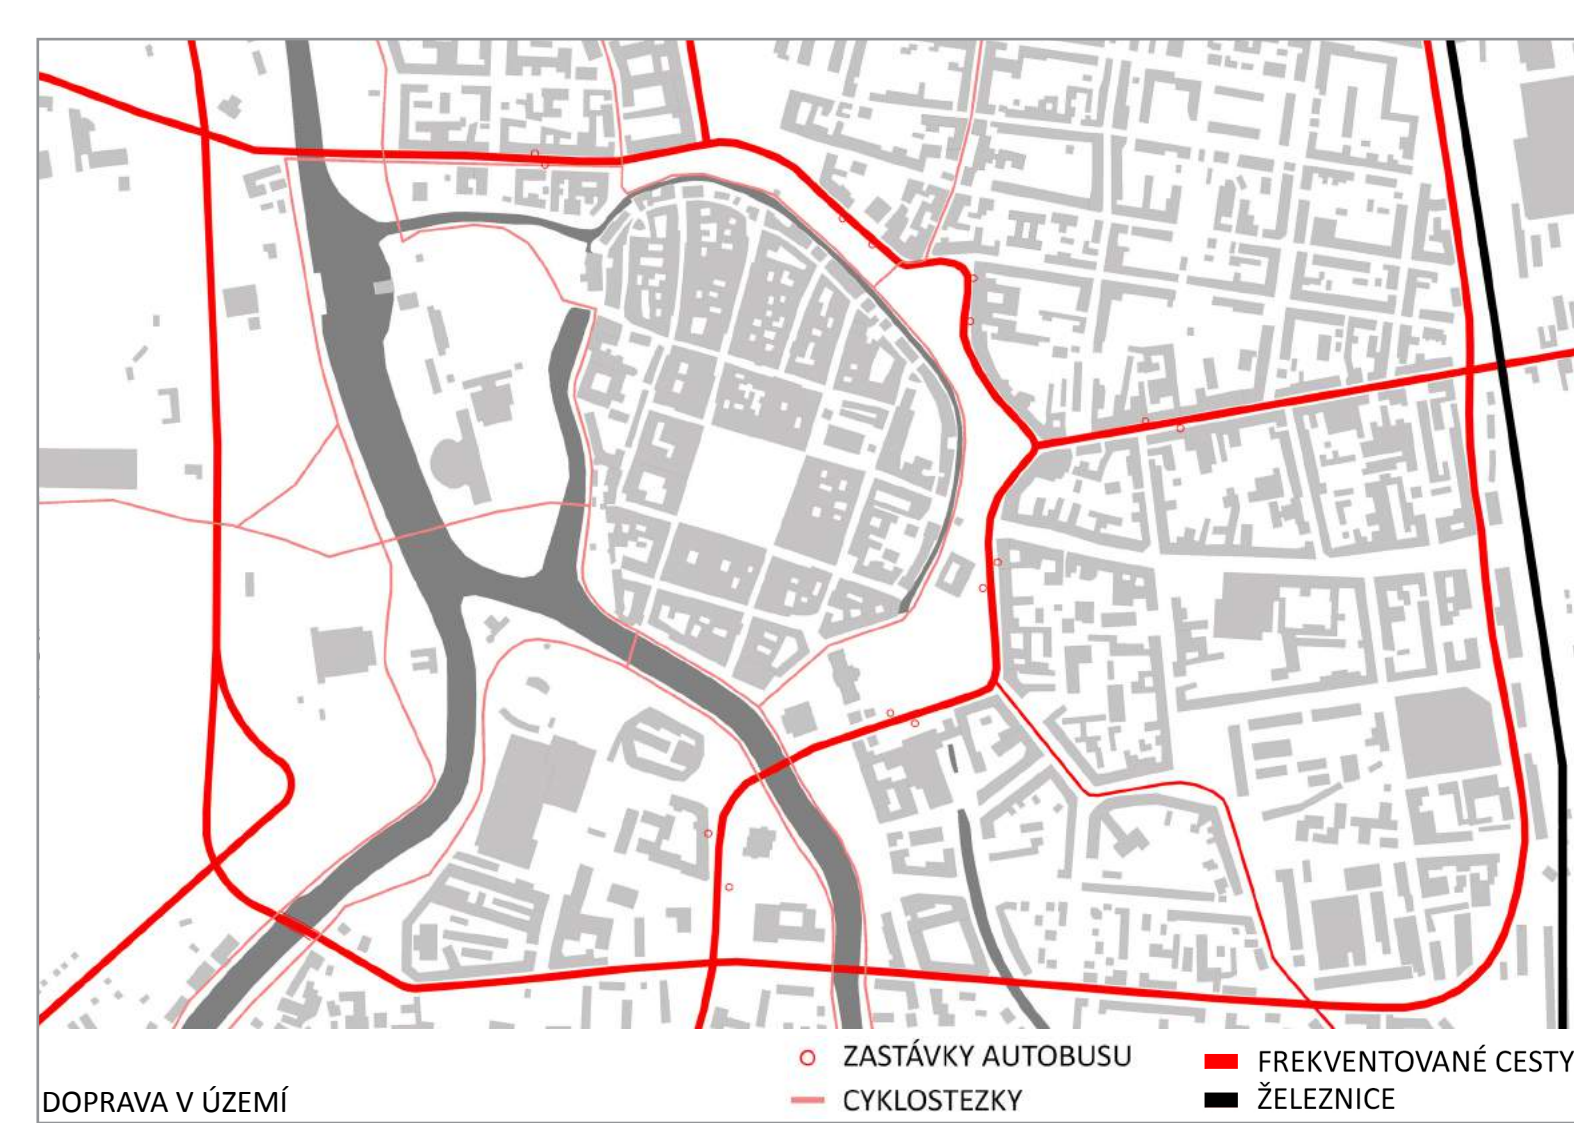 ZASTÁVKY AUTOBUSU
FREKVENTOVANÉ CESTY
DOPRAVA V ÚZEMÍ
CYKLOSTEZKY
ŽELEZNICE